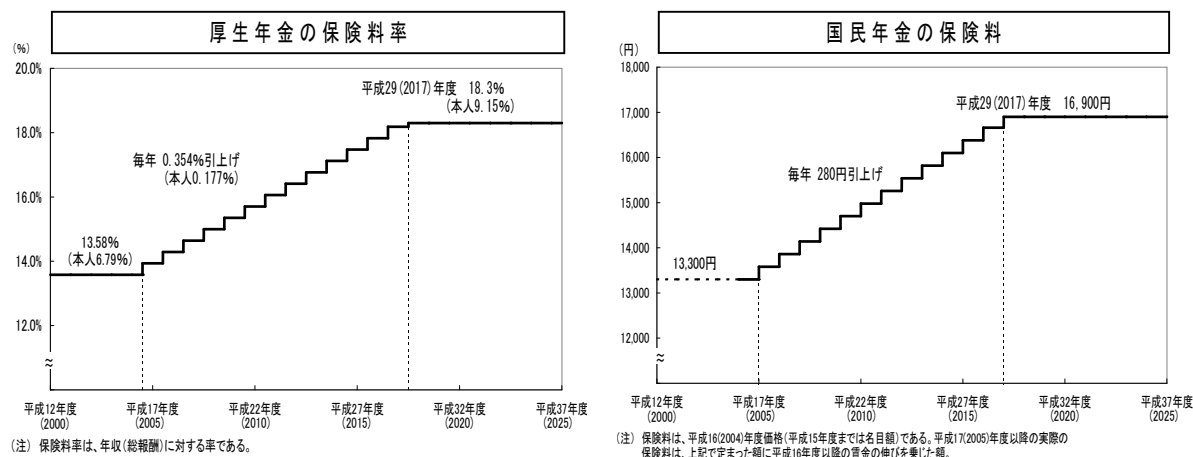 厚生年金の保険料率
(%)
20.0%
18.0%
16.0%
14.0%
12.0%
≈
平成29(2017)年度 18.3%
(本人9.15%)
毎年 0.354%引上げ
(本人0.177%)
13.58%
(本人6.79%)
平成12年度
(2000)
平成17年度
(2005)
平成22年度
(2010)
平成27年度
(2015)
平成32年度
(2020)
平成37年度
(2025)
(注) 保険料率は、年収(総報酬)に対する率である。
国民年金の保険料
(円)
18,000
17,000
16,000
15,000
14,000
13,000
12,000
≈
平成29(2017)年度 16,900円
毎年 280円引上げ
13,300円
平成12年度
(2000)
平成17年度
(2005)
平成22年度
(2010)
平成27年度
(2015)
平成32年度
(2020)
平成37年度
(2025)
(注) 保険料は、平成16(2004)年度価格(平成15年度までは名目額)である。平成17(2005)年度以降の実際の
保険料は、上記で定まった額に平成16年度以降の賃金の伸びを乗じた額。